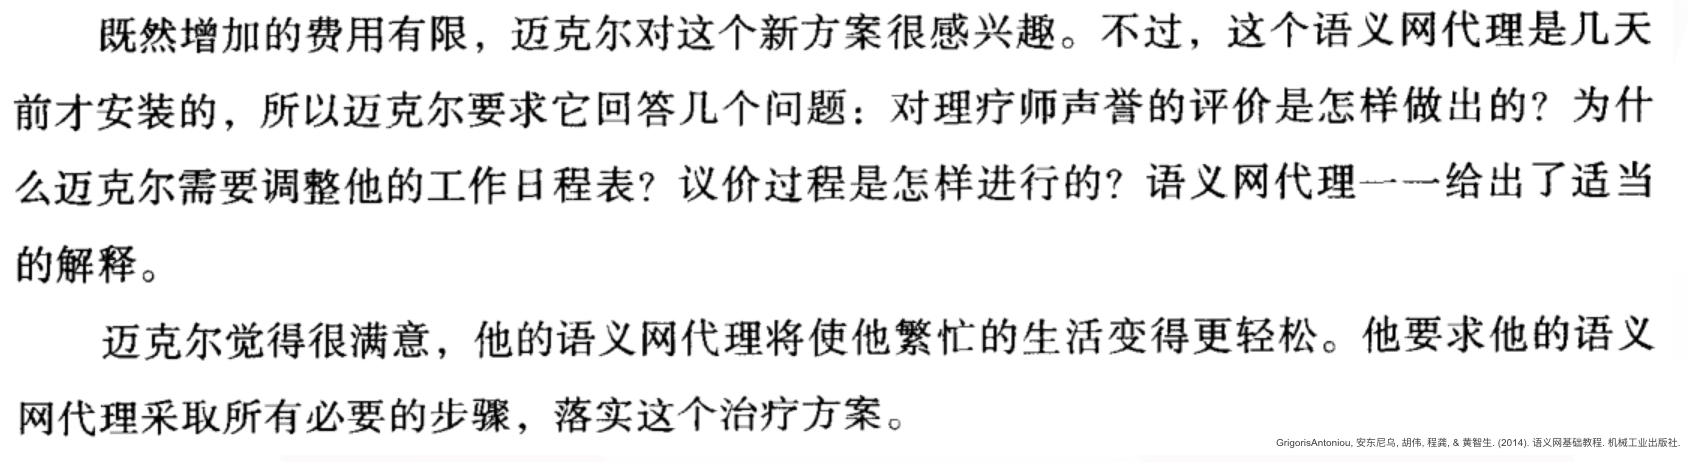 既然增加的费用有限，迈克尔对这个新方案很感兴趣。不过，这个语义网代理是几天
前才安装的，所以迈克尔要求它回答几个问题：对理疗师声誉的评价是怎样做出的？为什
么迈克尔需要调整他的工作日程表？议价过程是怎样进行的？语义网代理一一给出了适当
的解释。
迈克尔觉得很满意，他的语义网代理将使他繁忙的生活变得更轻松。他要求他的语义
网代理采取所有必要的步骤，落实这个治疗方案。
GrigorisAntoniou, 安东尼乌, 胡伟, 程龚, & 黄智生. (2014). 语义网基础教程. 机械工业出版社.